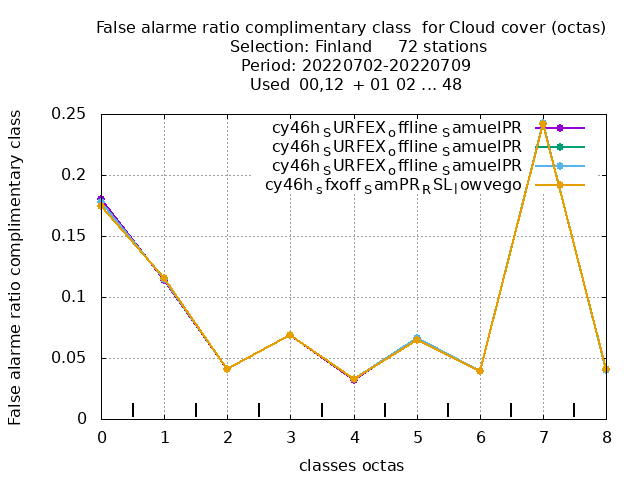 False alarme ratio complimentary class  for Cloud cover (octas)
Selection: Finland     72 stations
Period: 20220702-20220709
Used  00,12  + 01 02 ... 48
False alarme ratio complimentary class
0.25
0.2
0.15
0.1
0.05
0
cy46h_SURFEX_offline_SamuelPR
cy46h_SURFEX_offline_SamuelPR
cy46h_SURFEX_offline_SamuelPR
cy46h_sfxoff_SamPR_RSL_lowvego
0 1 2 3 4 5 6 7 8
classes octas